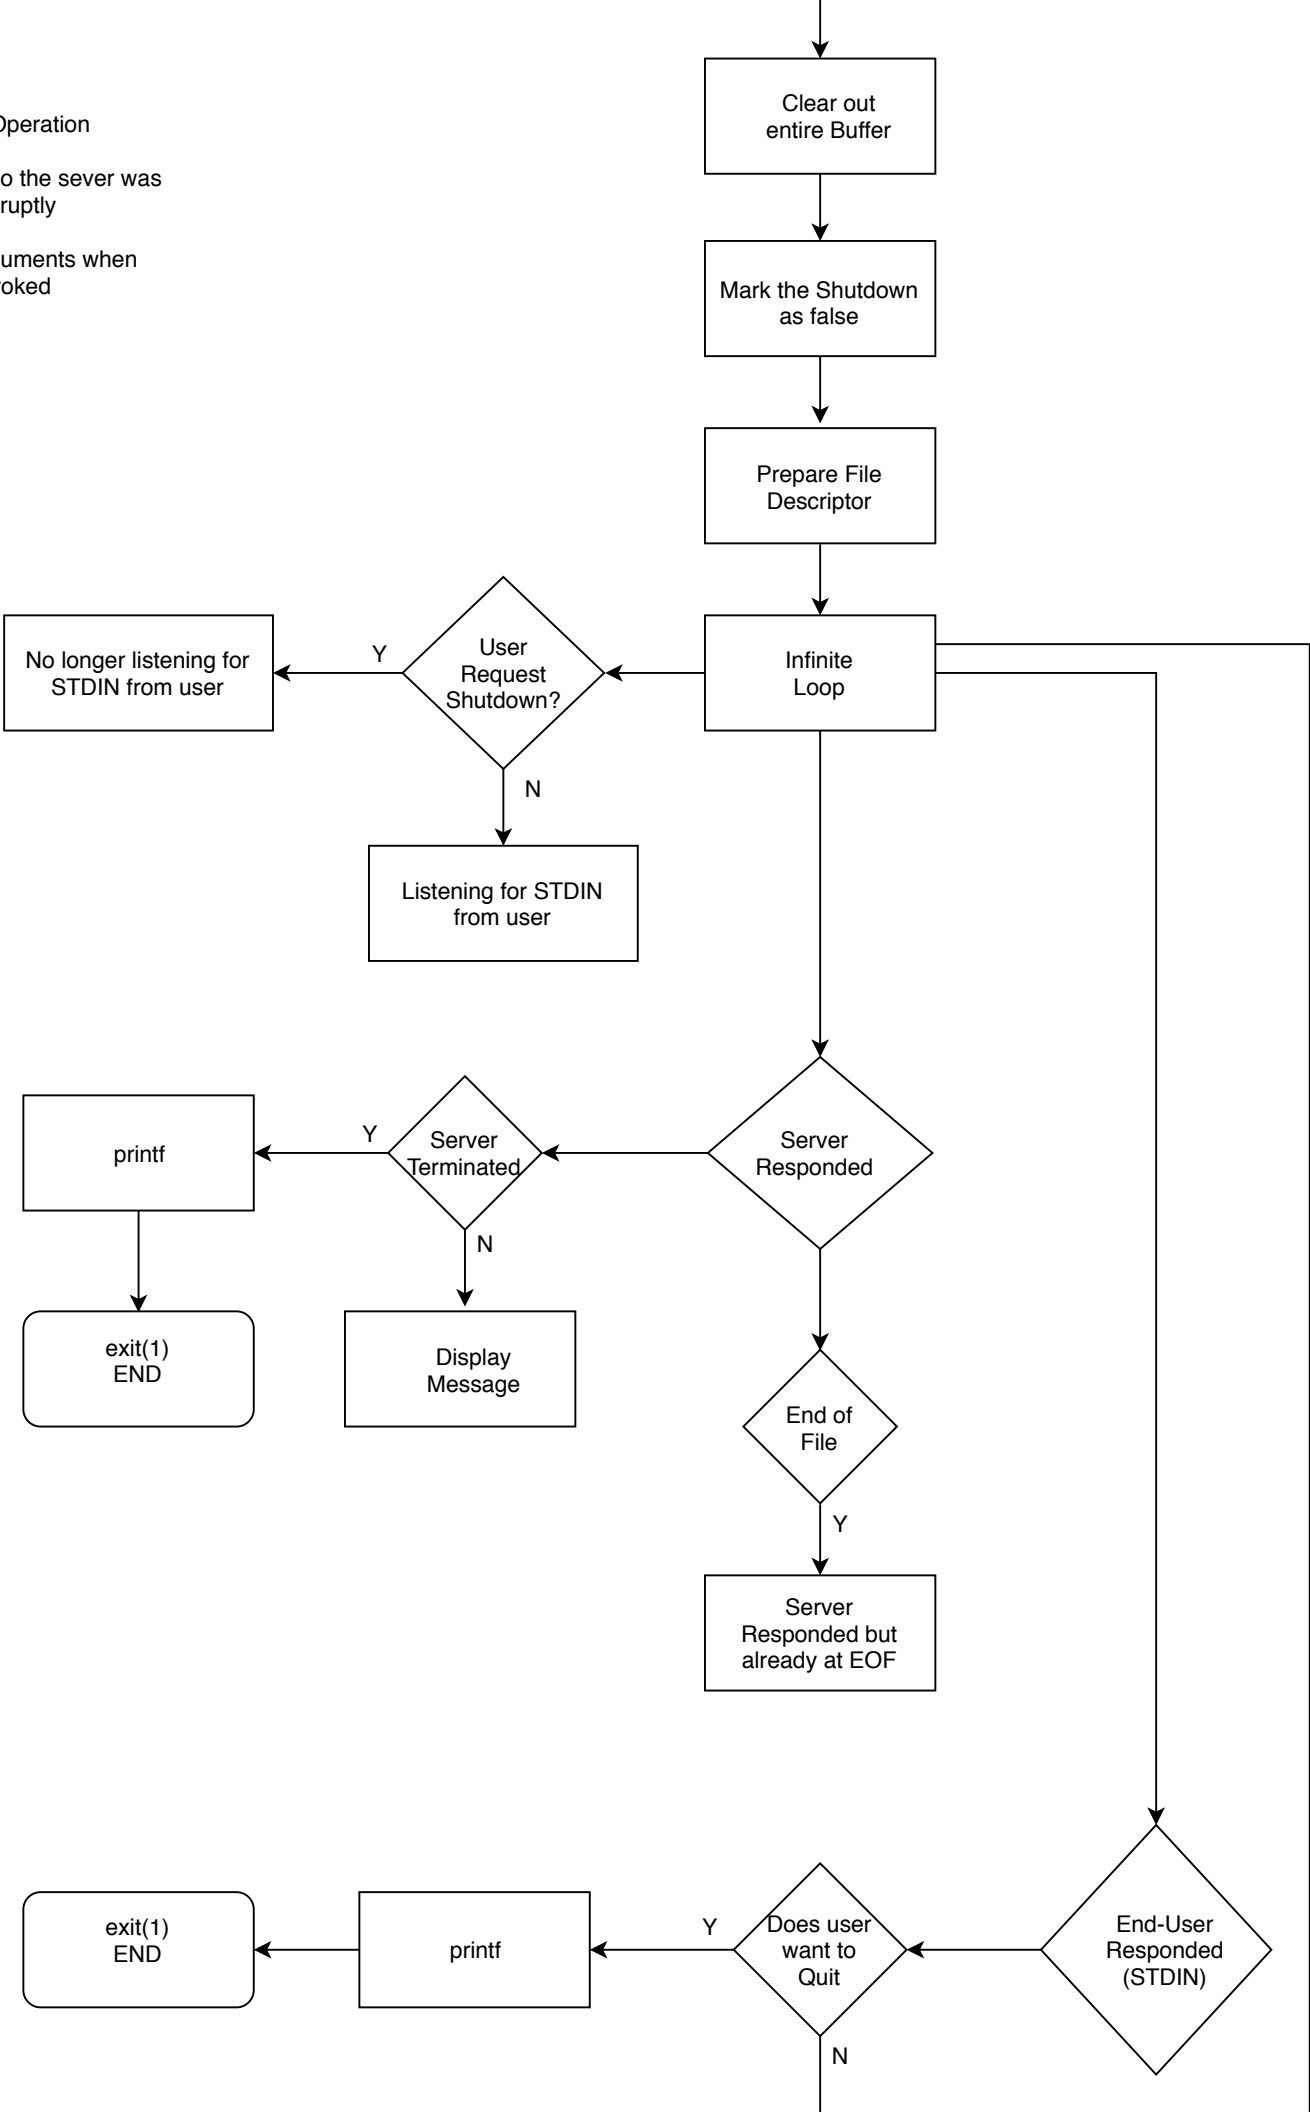 Clear out
entire Buffer
Operation
o the sever was
ruptly
uments when
oked
Mark the Shutdown
as false
Prepare File
Descriptor
No longer listening for
STDIN from user
Y
User
Request
Shutdown?
Infinite
Loop
N
Listening for STDIN
from user
printf
Y
Server
Terminated
Server
Responded
N
exit(1)
END
Display
Message
End of
File
Y
Server
Responded but
already at EOF
exit(1)
END
printf
Y
Does user
want to
Quit
End-User
Responded
(STDIN)
N